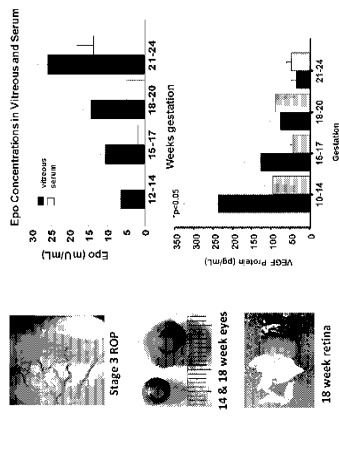 Epo Concentrations in Vitreous and Serum
Epo (mU/mL)
30
25
20
15
10
5
0
vitreous
serum
12-14
15-17
18-20
21-24
Weeks gestation
VEGF Protein (pg/mL)
350
300
250
200
150
100
50
0
*p<0.05
10-14
15-17
18-20
21-24
Gestation
Stage 3 ROP
14 & 18 week eyes
18 week retina